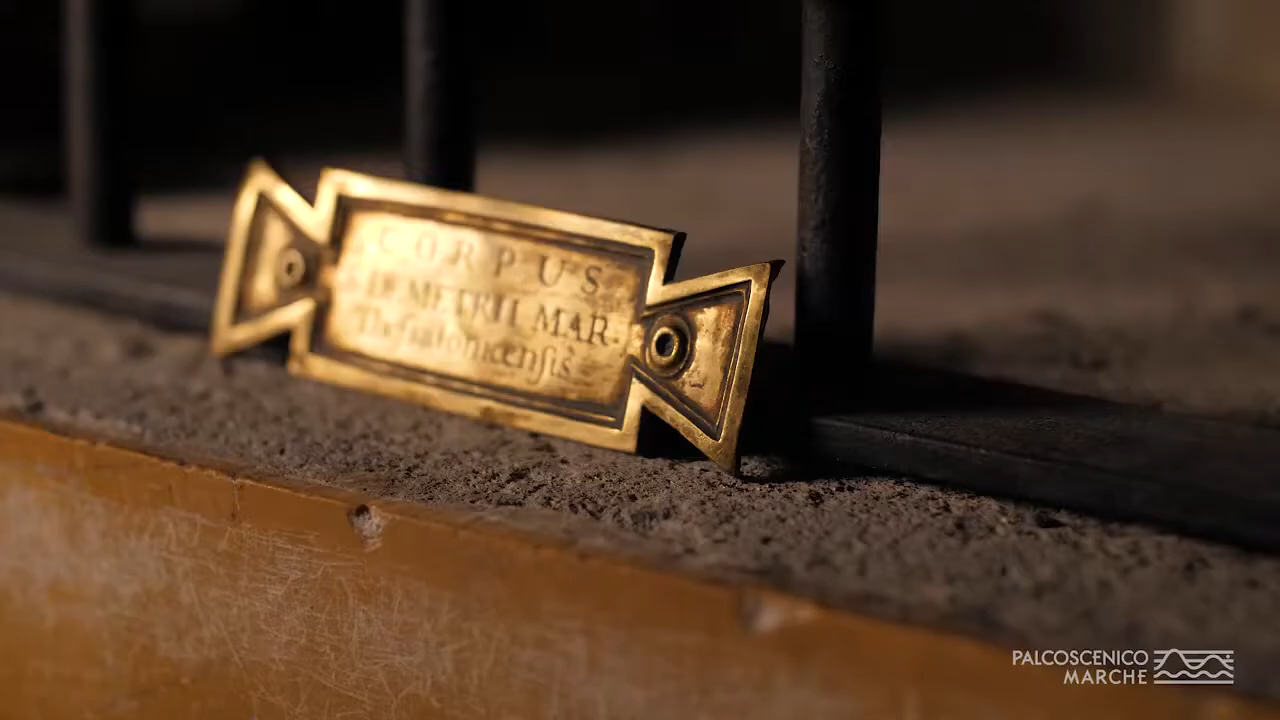 CORPUS
S. DEMETRII MAR.
Theſsalonicenſis
PALCOSCENICO
MARCHE